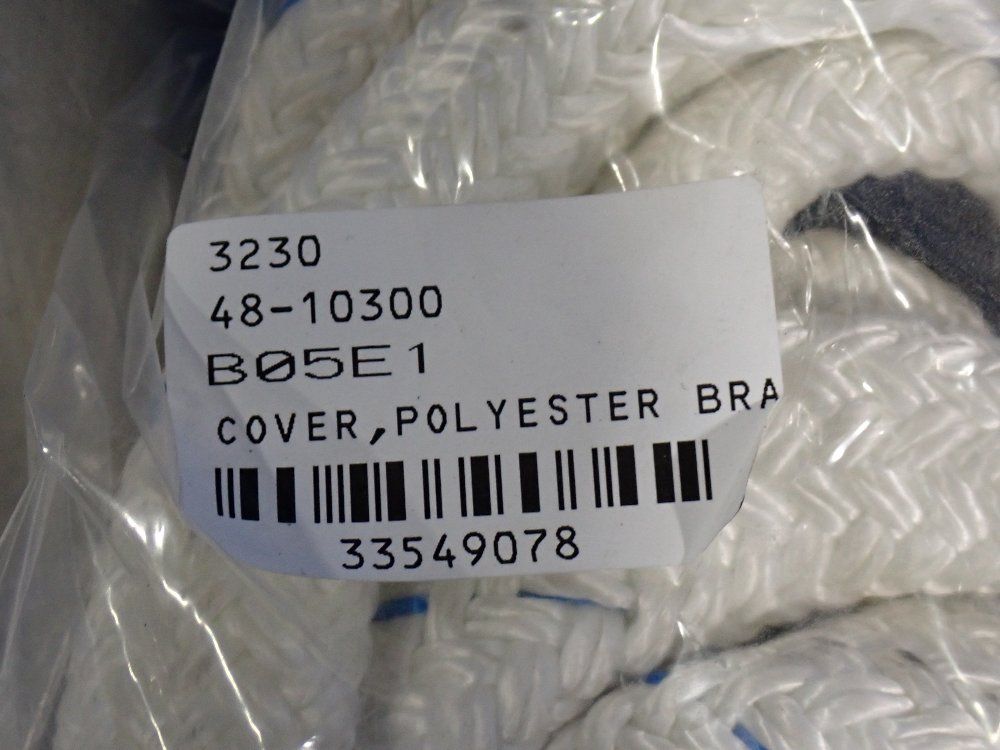 3230
48-10300
B05E1
COVER,POLYESTER BRA
33549078